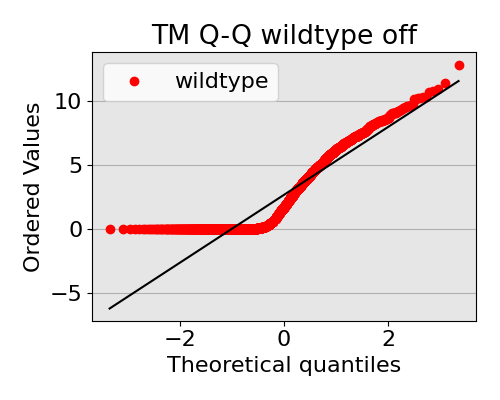 TM Q-Q wildtype off
wildtype
10
5
0
−5
Ordered Values
−2
0
2
Theoretical quantiles